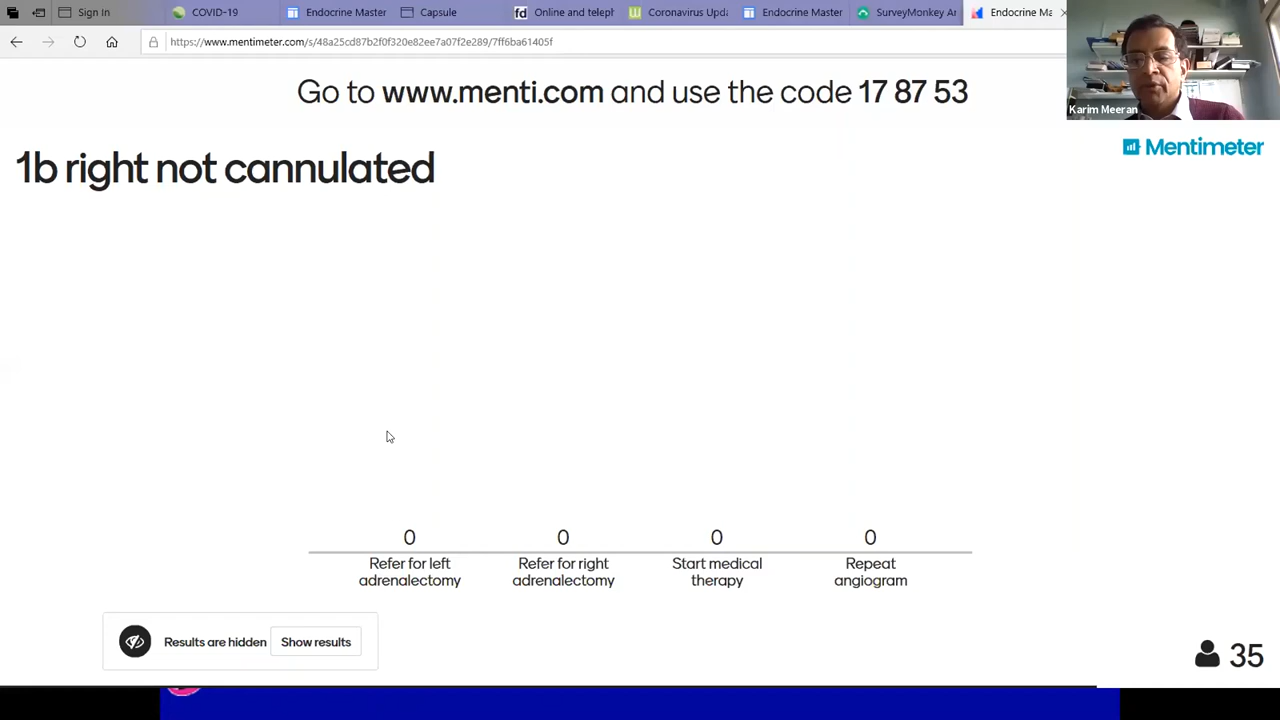 Sign In
COVID-19
Endocrine Master
Capsule
fd Online and teleph
Coronavirus Upda
Endocrine Master
SurveyMonkey An
Endocrine Ma
https://www.mentimeter.com/s/48a25cd87b2f0f320e82ee7a07f2e289/7ff6ba61405f
Karim Meeran
Go to www.menti.com and use the code 17 87 53
Mentimeter
1b right not cannulated
0 0 0 0
Refer for left adrenalectomy
Refer for right adrenalectomy
Start medical therapy
Repeat angiogram
Results are hidden Show results
35